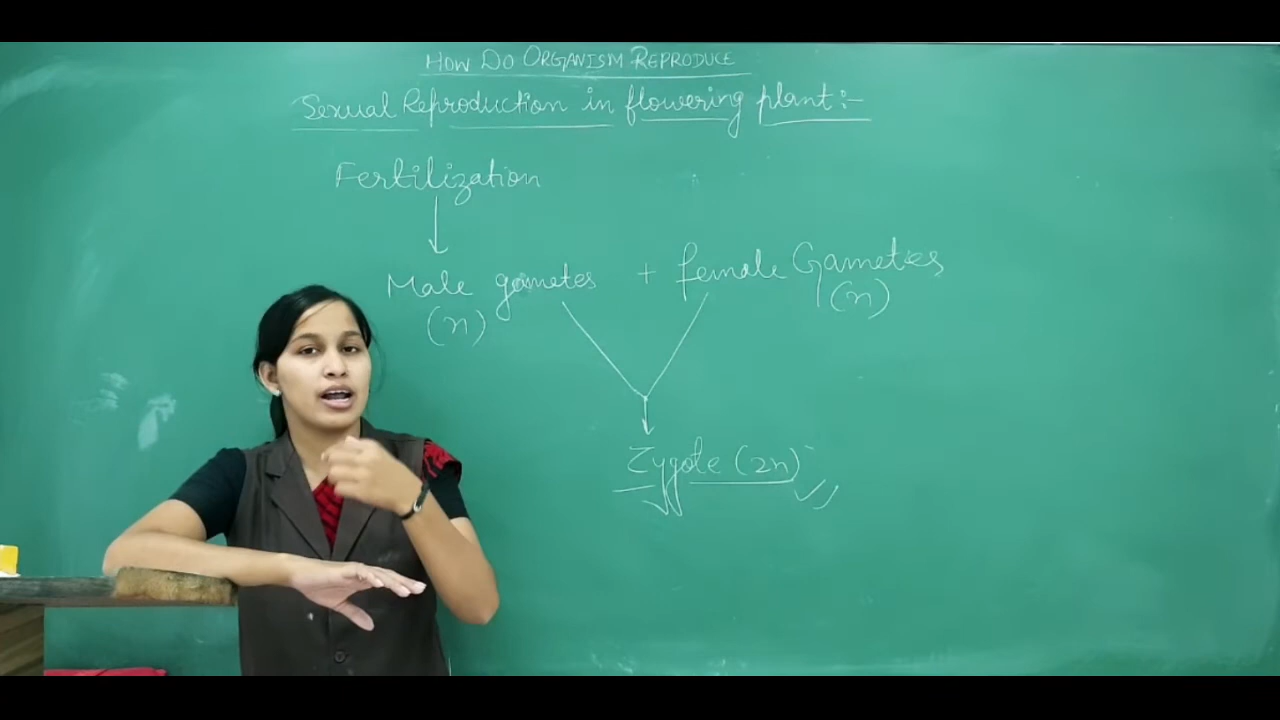 HOW DO ORGANISM REPRODUCE
Sexual Reproduction in flowering plant:-
Fertilization
Male gametes + female Gametes
(n) (n)
Zygote (2n)